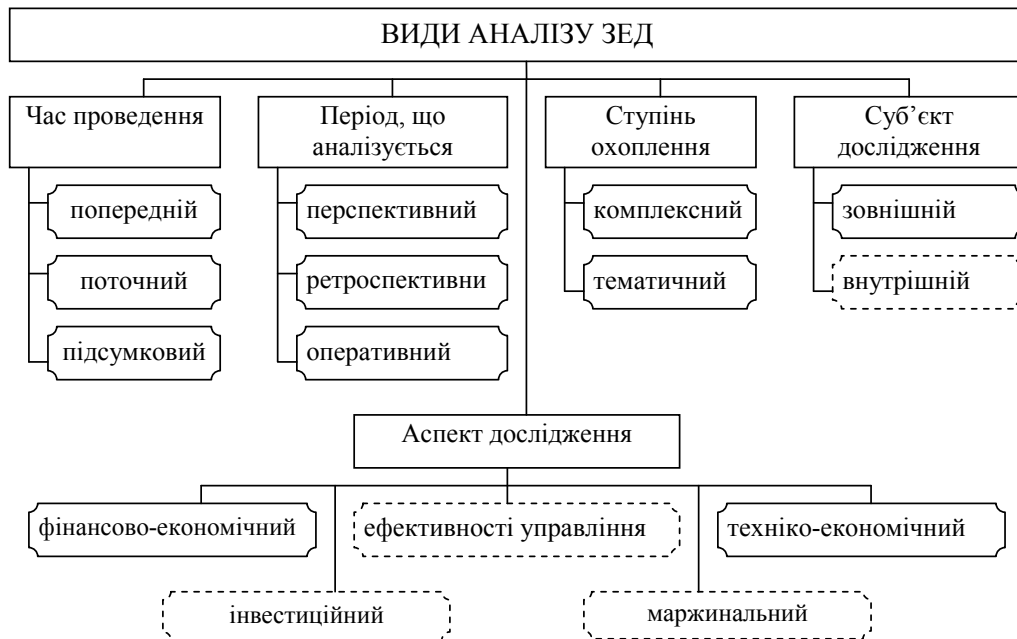 ВИДИ АНАЛІЗУ ЗЕД
Час проведення
Період, що
аналізується
Ступінь
охоплення
Суб’єкт
дослідження
попередній
перспективний
комплексний
зовнішній
поточний
ретроспективни
тематичний
внутрішній
підсумковий
оперативний
Аспект дослідження
фінансово-економічний
ефективності управління
техніко-економічний
інвестиційний
маржинальний